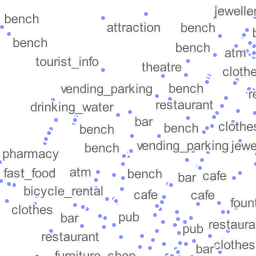 jeweller
bench
attraction
bench
bench
bench
atm
tourist_info
theatre
clothe
vending_parking
bench
drinking_water
restaurant
bar
bench
bench
clothes
bench
vending_parking
jewe
pharmacy
fast_food
atm
bench
bar
cafe
bicycle_rental
cafe
cafe
clothes
bar
pub
fount
restaurant
pub
restaura
bar
clothes
furniture_shop